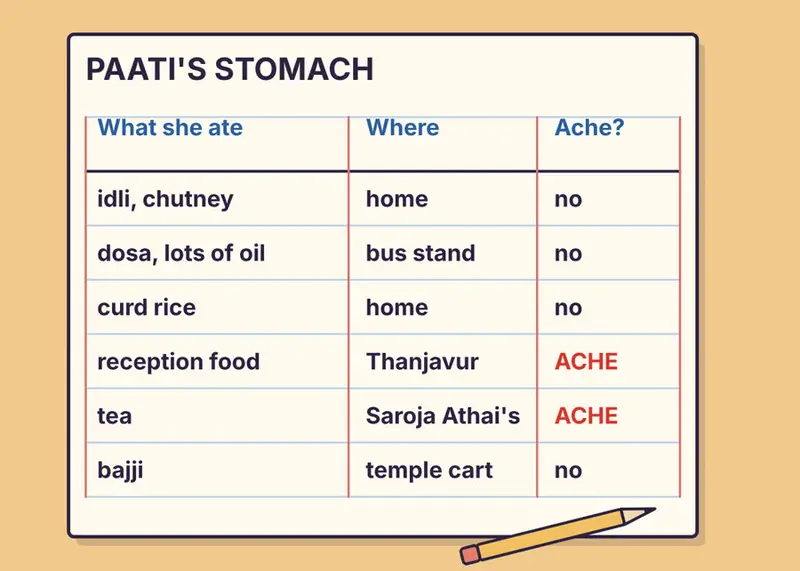 PAATI'S STOMACH
What she ate Where Ache?
idli, chutney home no
dosa, lots of oil bus stand no
curd rice home no
reception food Thanjavur ACHE
tea Saroja Athai's ACHE
bajji temple cart no